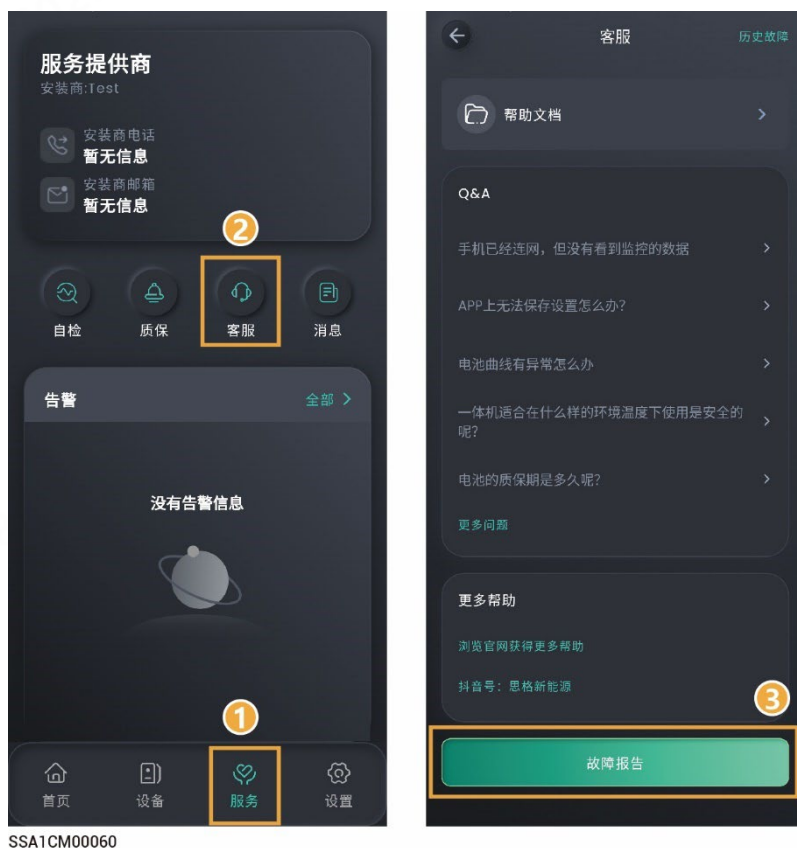 服务提供商
安装商:Test
安装商电话
暂无信息
安装商邮箱
暂无信息
2
自检
质保
客服
消息
告警
全部
没有告警信息
1
首页
设备
服务
设置
SSA1CM00060
客服
历史故障
帮助文档
Q&A
手机已经连网，但没有看到监控的数据
APP上无法保存设置怎么办？
电池曲线有异常怎么办
一体机适合在什么样的环境温度下使用是安全的
呢？
电池的质保期是多久呢？
更多问题
更多帮助
浏览官网获得更多帮助
抖音号：思格新能源
3
故障报告